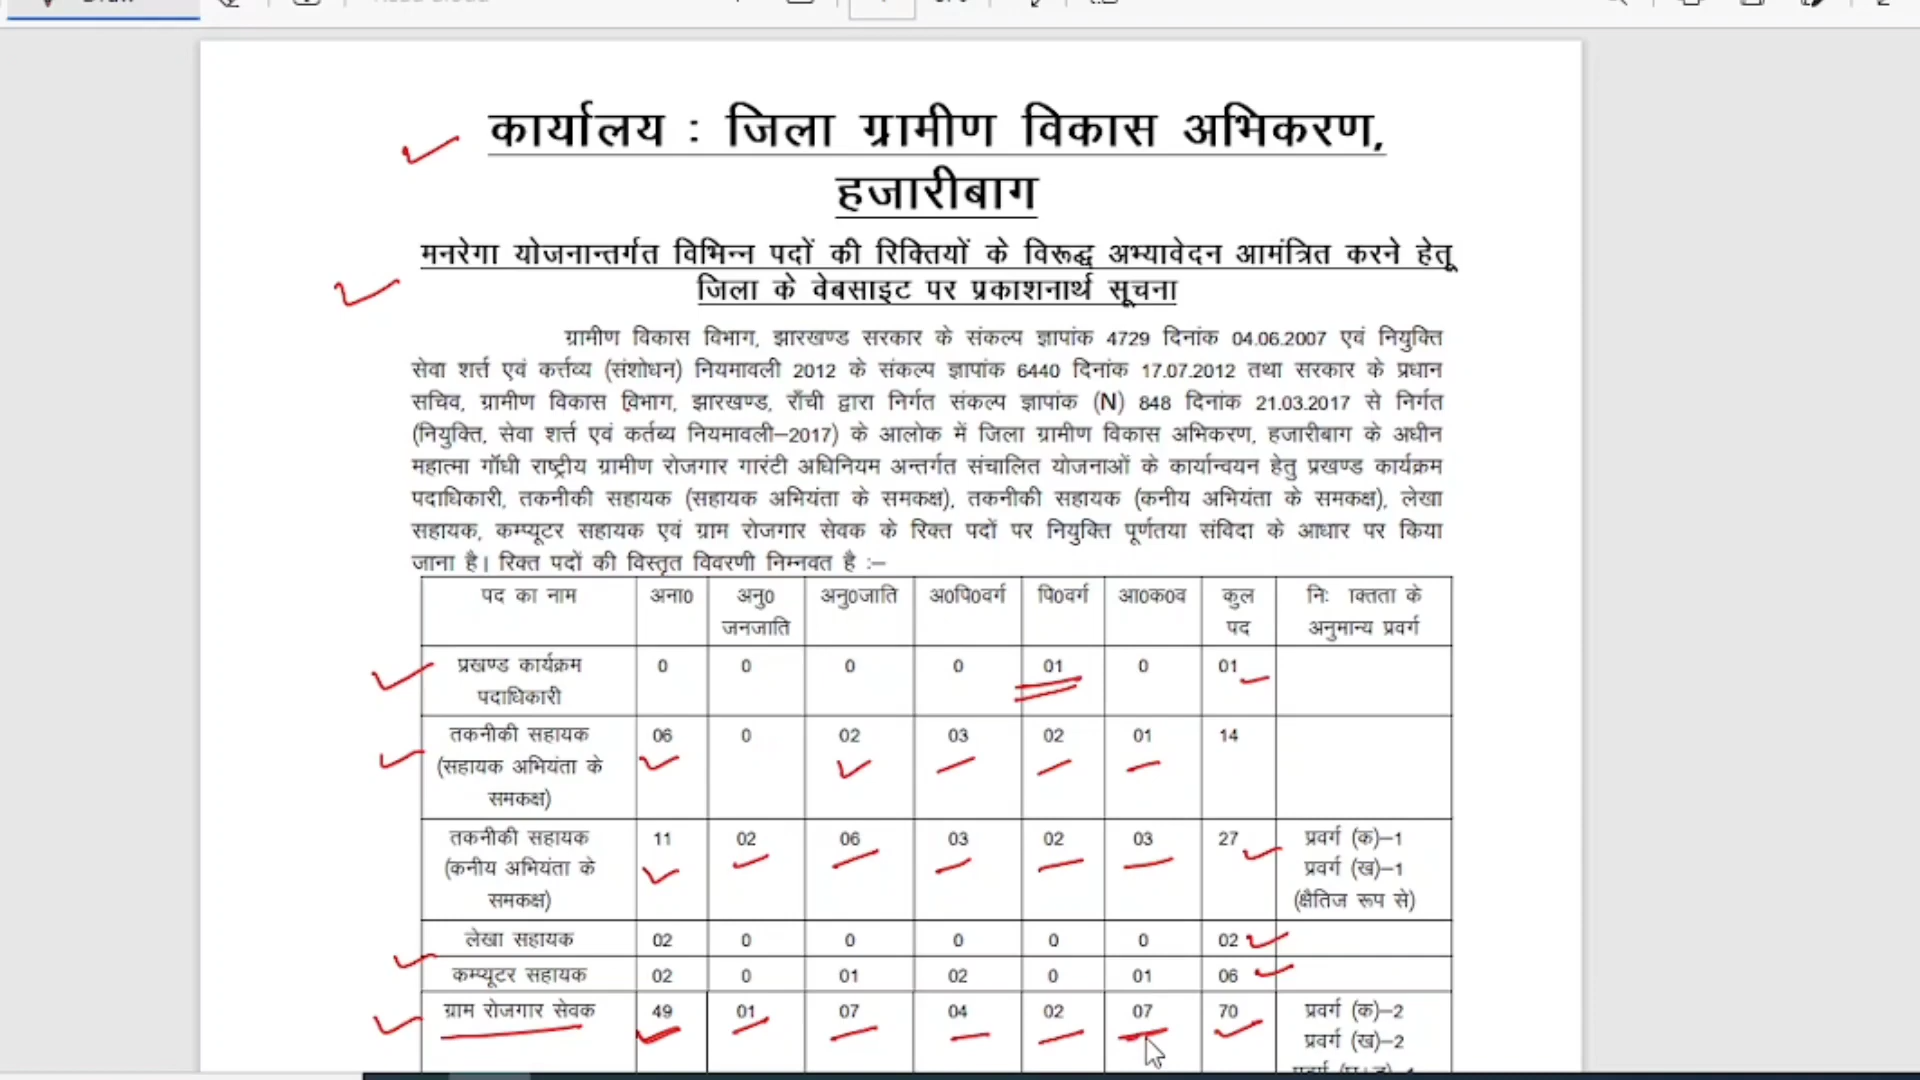 कार्यालय : जिला ग्रामीण विकास अभिकरण,
हजारीबाग
मनरेगा योजनान्तर्गत विभिन्न पदों की रिक्तियों के विरूद्ध अभ्यावेदन आमंत्रित करने हेतू
जिला के वेबसाइट पर प्रकाशनार्थ सूचना
ग्रामीण विकास विभाग, झारखण्ड सरकार के संकल्प ज्ञापांक 4729 दिनांक 04.06.2007 एवं नियुक्ति
सेवा शर्त्त एवं कर्त्तव्य (संशोधन) नियमावली 2012 के संकल्प ज्ञापांक 6440 दिनांक 17.07.2012 तथा सरकार के प्रधान
सचिव, ग्रामीण विकास विभाग, झारखण्ड, राँची द्वारा निर्गत संकल्प ज्ञापांक (N) 848 दिनांक 21.03.2017 से निर्गत
(नियुक्ति, सेवा शर्त्त एवं कर्तब्य नियमावली–2017) के आलोक में जिला ग्रामीण विकास अभिकरण, हजारीबाग के अधीन
महात्मा गाँधी राष्ट्रीय ग्रामीण रोजगार गारंटी अधिनियम अन्तर्गत संचालित योजनाओं के कार्यान्वयन हेतु प्रखण्ड कार्यक्रम
पदाधिकारी, तकनीकी सहायक (सहायक अभियंता के समकक्ष), तकनीकी सहायक (कनीय अभियंता के समकक्ष), लेखा
सहायक, कम्प्यूटर सहायक एवं ग्राम रोजगार सेवक के रिक्त पदों पर नियुक्ति पूर्णतया संविदा के आधार पर किया
जाना है। रिक्त पदों की विस्तृत विवरणी निम्नवत है :–
पद का नाम अना0 अनु0 अनु0जाति अ0पि0वर्ग पि0वर्ग आ0क0व कुल निः ाक्तता के
जनजाति पद अनुमान्य प्रवर्ग
प्रखण्ड कार्यक्रम 0 0 0 0 01 0 01
पदाधिकारी
तकनीकी सहायक 06 0 02 03 02 01 14
(सहायक अभियंता के
समकक्ष)
तकनीकी सहायक 11 02 06 03 02 03 27 प्रवर्ग (क)–1
(कनीय अभियंता के प्रवर्ग (ख)–1
समकक्ष) (क्षैतिज रूप से)
लेखा सहायक 02 0 0 0 0 0 02
कम्प्यूटर सहायक 02 0 01 02 0 01 06
ग्राम रोजगार सेवक 49 01 07 04 02 07 70 प्रवर्ग (क)–2
प्रवर्ग (ख)–2